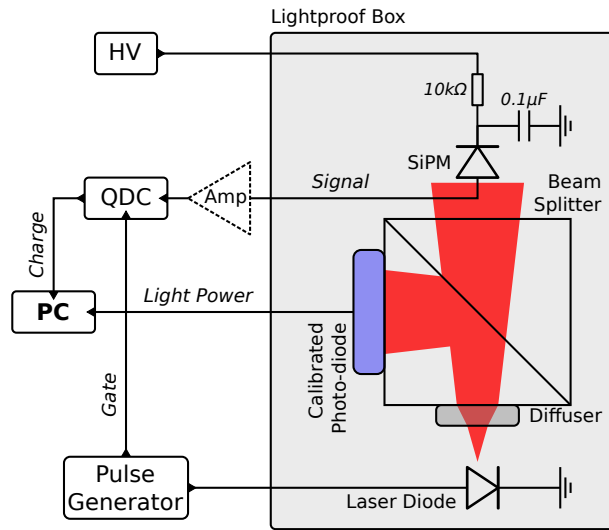 Lightproof Box
HV
10kΩ
0.1μF
SiPM
Beam
Splitter
Signal
Amp
QDC
Charge
PC
Light Power
Calibrated
Photo-diode
Gate
Diffuser
Pulse
Generator
Laser Diode